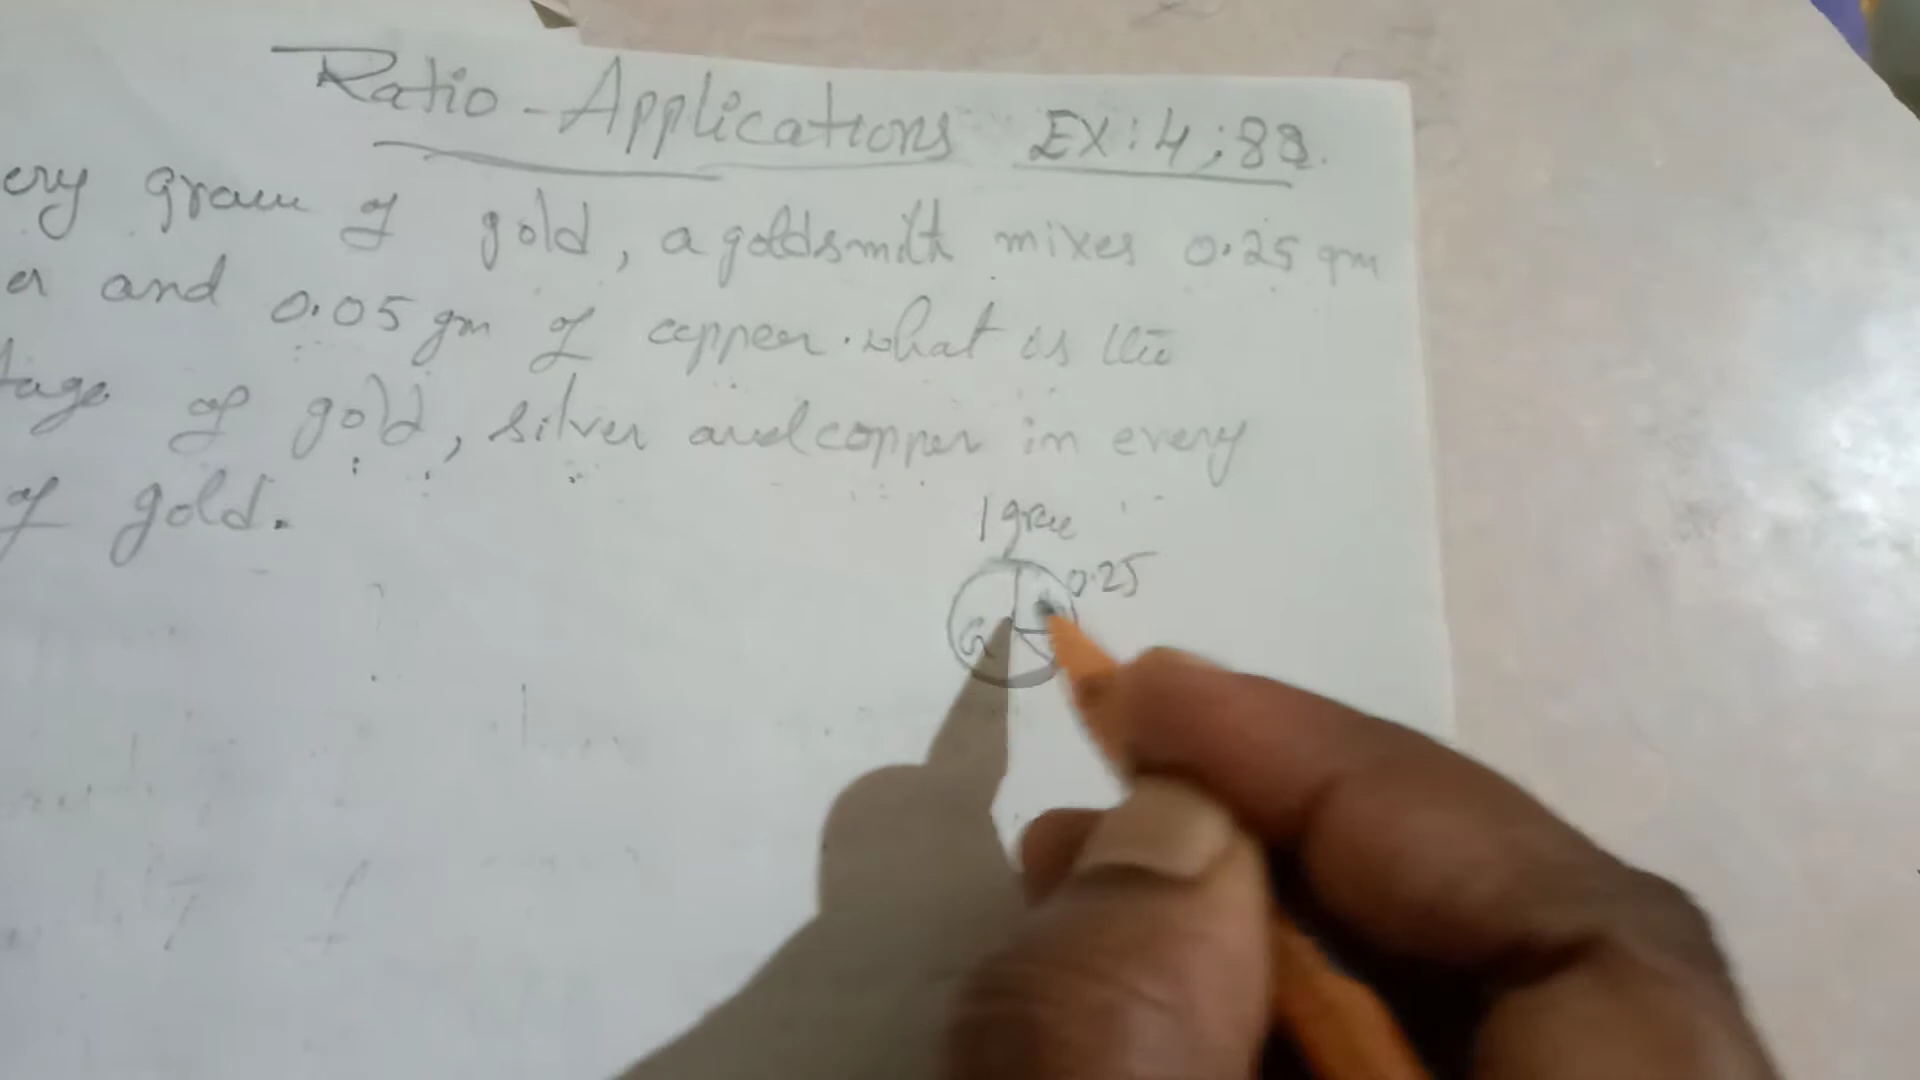 Ratio - Applications EX: 4; 88.
ery gram of gold, a goldsmith mixes 0.25 gm
er and 0.05 gm of copper. what is the
tage of gold, silver and copper in every
of gold.
1 gram
0.25
G